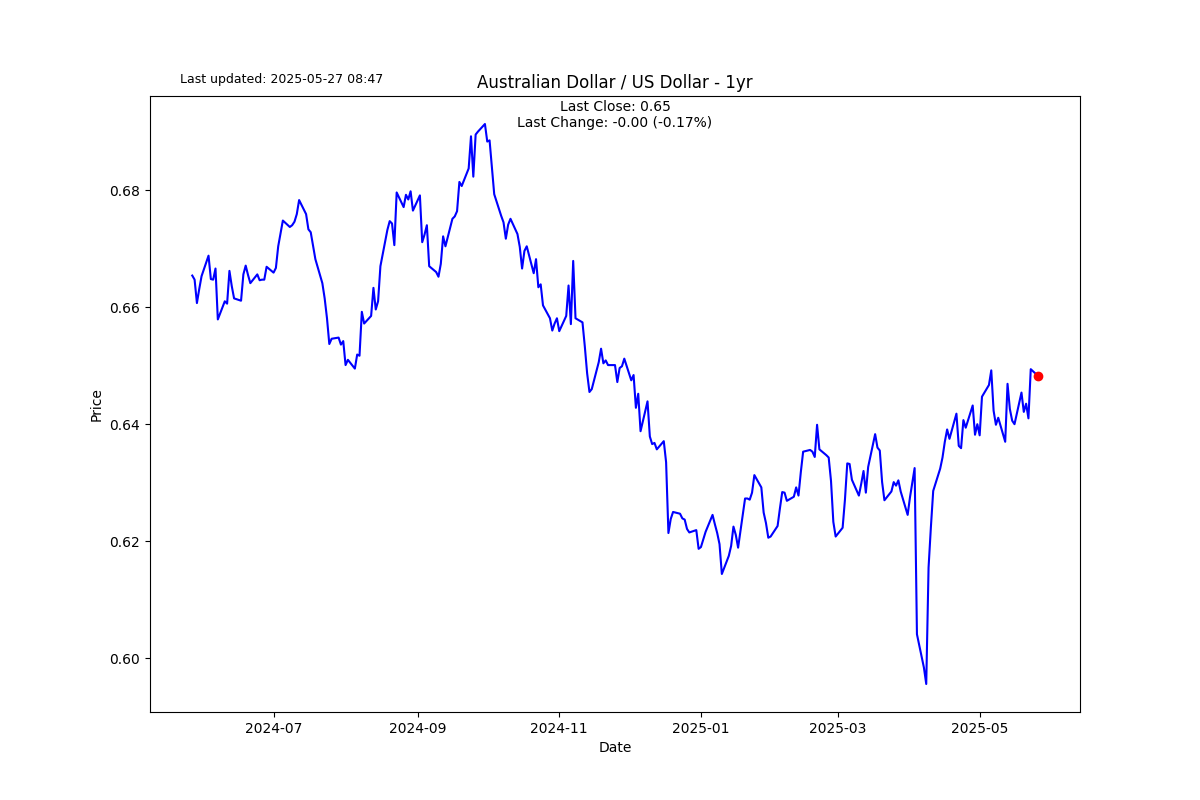 Last updated: 2025-05-27 08:47
Australian Dollar / US Dollar - 1yr
Last Close: 0.65
Last Change: -0.00 (-0.17%)
Price
0.68
0.66
0.64
0.62
0.60
2024-07 2024-09 2024-11 2025-01 2025-03 2025-05
Date